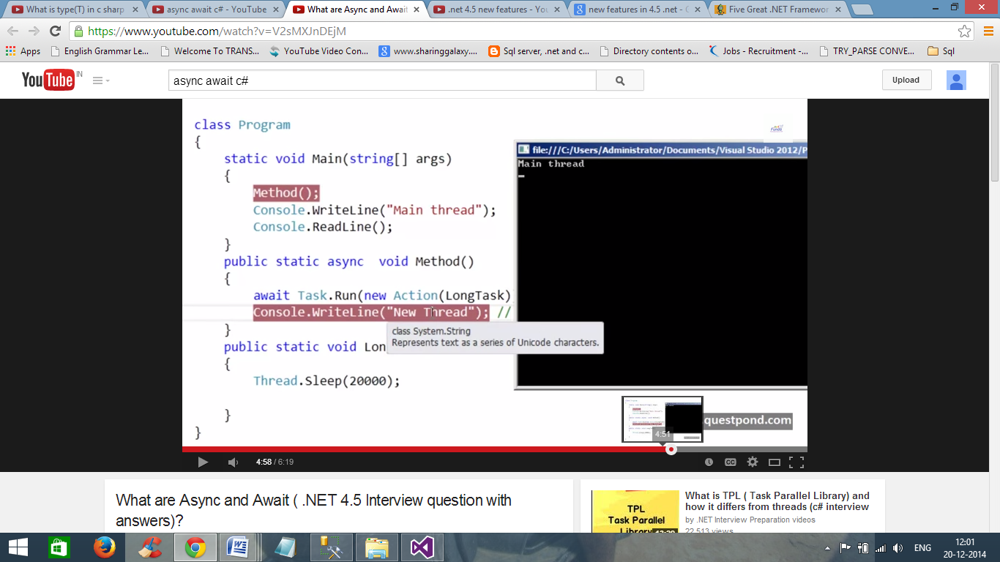 What is type(T) in c sharp
async await c# - YouTube
What are Async and Await
.net 4.5 new features - You
new features in 4.5 .net - G
Five Great .NET Framewor
https://www.youtube.com/watch?v=V2sMXJnDEjM
Apps English Grammar Le... Welcome To TRANS... YouTube Video Con... www.sharinggalaxy.... Sql server, .net and c... Directory contents o... Jobs - Recruitment -... TRY_PARSE CONVE... Sql
YouTube IN
async await c#
Upload
class Program
{
static void Main(string[] args)
{
Method();
Console.WriteLine("Main thread");
Console.ReadLine();
}
public static async void Method()
{
await Task.Run(new Action(LongTask)
Console.WriteLine("New Thread"); //
}
public static void Lon
{
Thread.Sleep(20000);
}
}
class System.String
Represents text as a series of Unicode characters.
file:///C:/Users/Administrator/Documents/Visual Studio 2012/P
Main thread
questpond.com
4:51
4:58 / 6:19
CC
What are Async and Await ( .NET 4.5 Interview question with
answers)?
TPL
Task Parallel
Library)
What is TPL ( Task Parallel Library) and
how it differs from threads (c# interview
by .NET Interview Preparation videos
22,513 views
ENG
12:01
20-12-2014